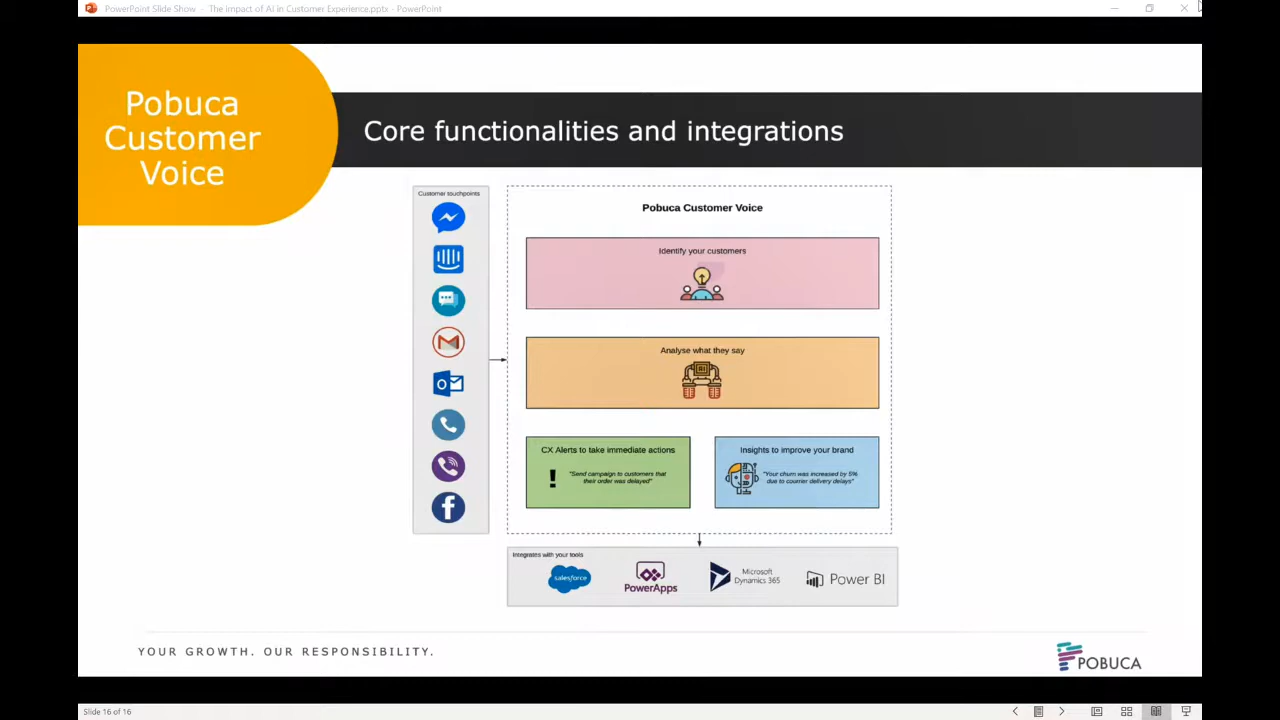 PowerPoint Slide Show - The Impact of AI in Customer Experience.pptx - PowerPoint
Pobuca
Customer
Voice
Core functionalities and integrations
Customer touchpoints
Pobuca Customer Voice
Identify your customers
Analyse what they say
CX Alerts to take immediate actions
"Send campaign to customers that
their order was delayed"
Insights to improve your brand
"Your churn was increased by 5%
due to courrier delivery delays"
Integrates with your tools
salesforce
PowerApps
Microsoft
Dynamics 365
Power BI
YOUR GROWTH. OUR RESPONSIBILITY.
POBUCA
Slide 16 of 16